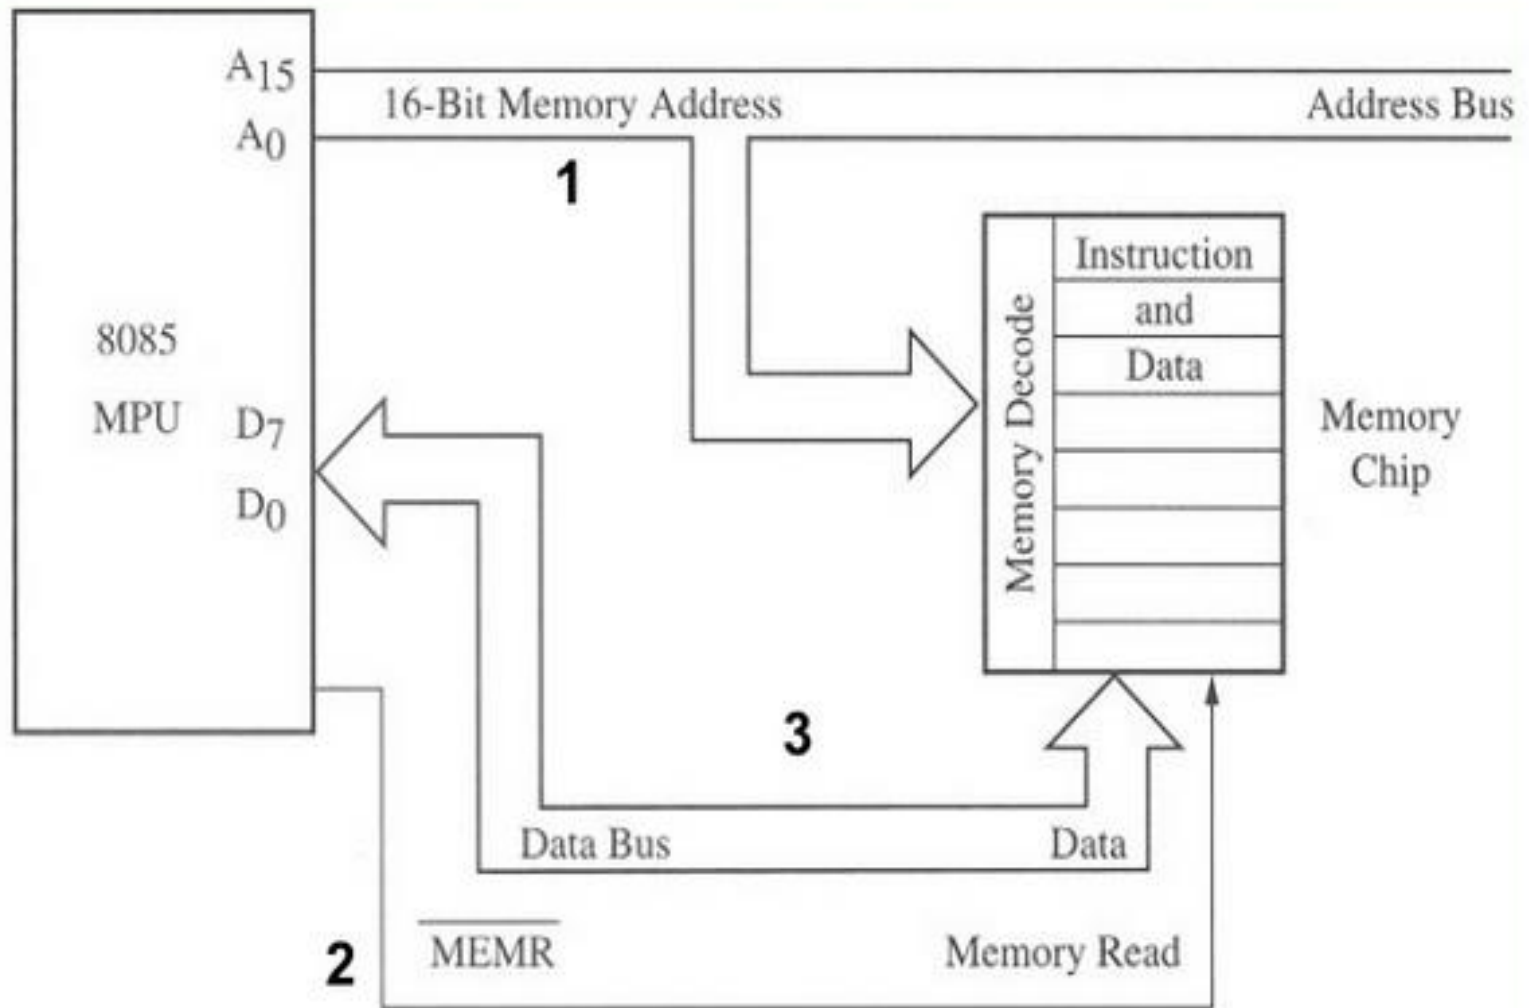 A15
16-Bit Memory Address
Address Bus
A0
1
Instruction
and
Data
Memory Decode
Memory
Chip
8085
MPU
D7
D0
3
Data Bus
Data
2
MEMR
Memory Read